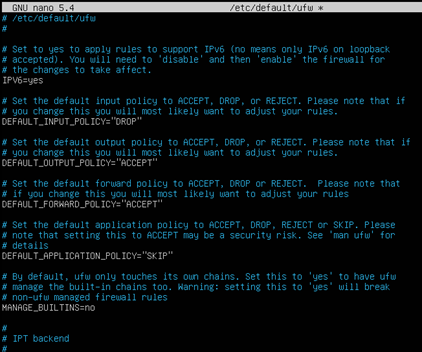 GNU nano 5.4 /etc/default/ufw *
# /etc/default/ufw
#
# Set to yes to apply rules to support IPv6 (no means only IPv6 on loopback
# accepted). You will need to 'disable' and then 'enable' the firewall for
# the changes to take affect.
IPV6=yes
# Set the default input policy to ACCEPT, DROP, or REJECT. Please note that if
# you change this you will most likely want to adjust your rules.
DEFAULT_INPUT_POLICY="DROP"
# Set the default output policy to ACCEPT, DROP, or REJECT. Please note that if
# you change this you will most likely want to adjust your rules.
DEFAULT_OUTPUT_POLICY="ACCEPT"
# Set the default forward policy to ACCEPT, DROP or REJECT.  Please note that
# if you change this you will most likely want to adjust your rules
DEFAULT_FORWARD_POLICY="ACCEPT"
# Set the default application policy to ACCEPT, DROP, REJECT or SKIP. Please
# note that setting this to ACCEPT may be a security risk. See 'man ufw' for
# details
DEFAULT_APPLICATION_POLICY="SKIP"
# By default, ufw only touches its own chains. Set this to 'yes' to have ufw
# manage the built-in chains too. Warning: setting this to 'yes' will break
# non-ufw managed firewall rules
MANAGE_BUILTINS=no
#
# IPT backend
#